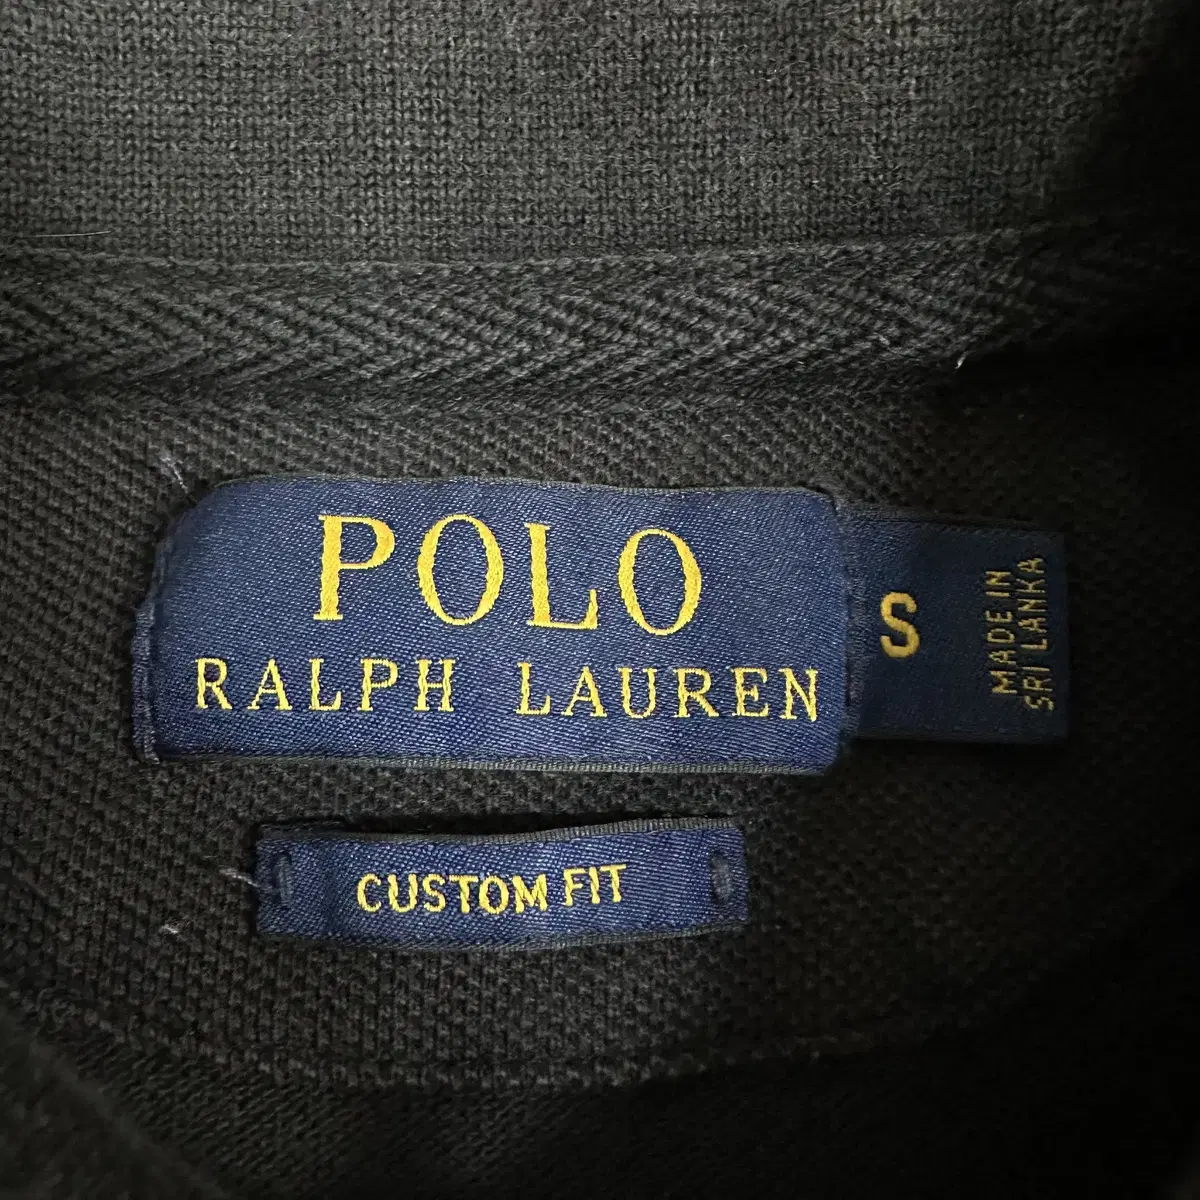 POLO
RALPH LAUREN
S
MADE IN
SRI LANKA
CUSTOM FIT